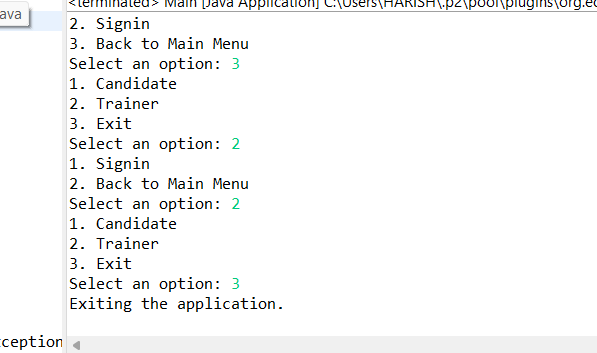 <terminated> Main [Java Application] C:\Users\HARISH\.p2\pool\plugins\org.ec
ava
2. Signin
3. Back to Main Menu
Select an option: 3
1. Candidate
2. Trainer
3. Exit
Select an option: 2
1. Signin
2. Back to Main Menu
Select an option: 2
1. Candidate
2. Trainer
3. Exit
Select an option: 3
Exiting the application.
ception